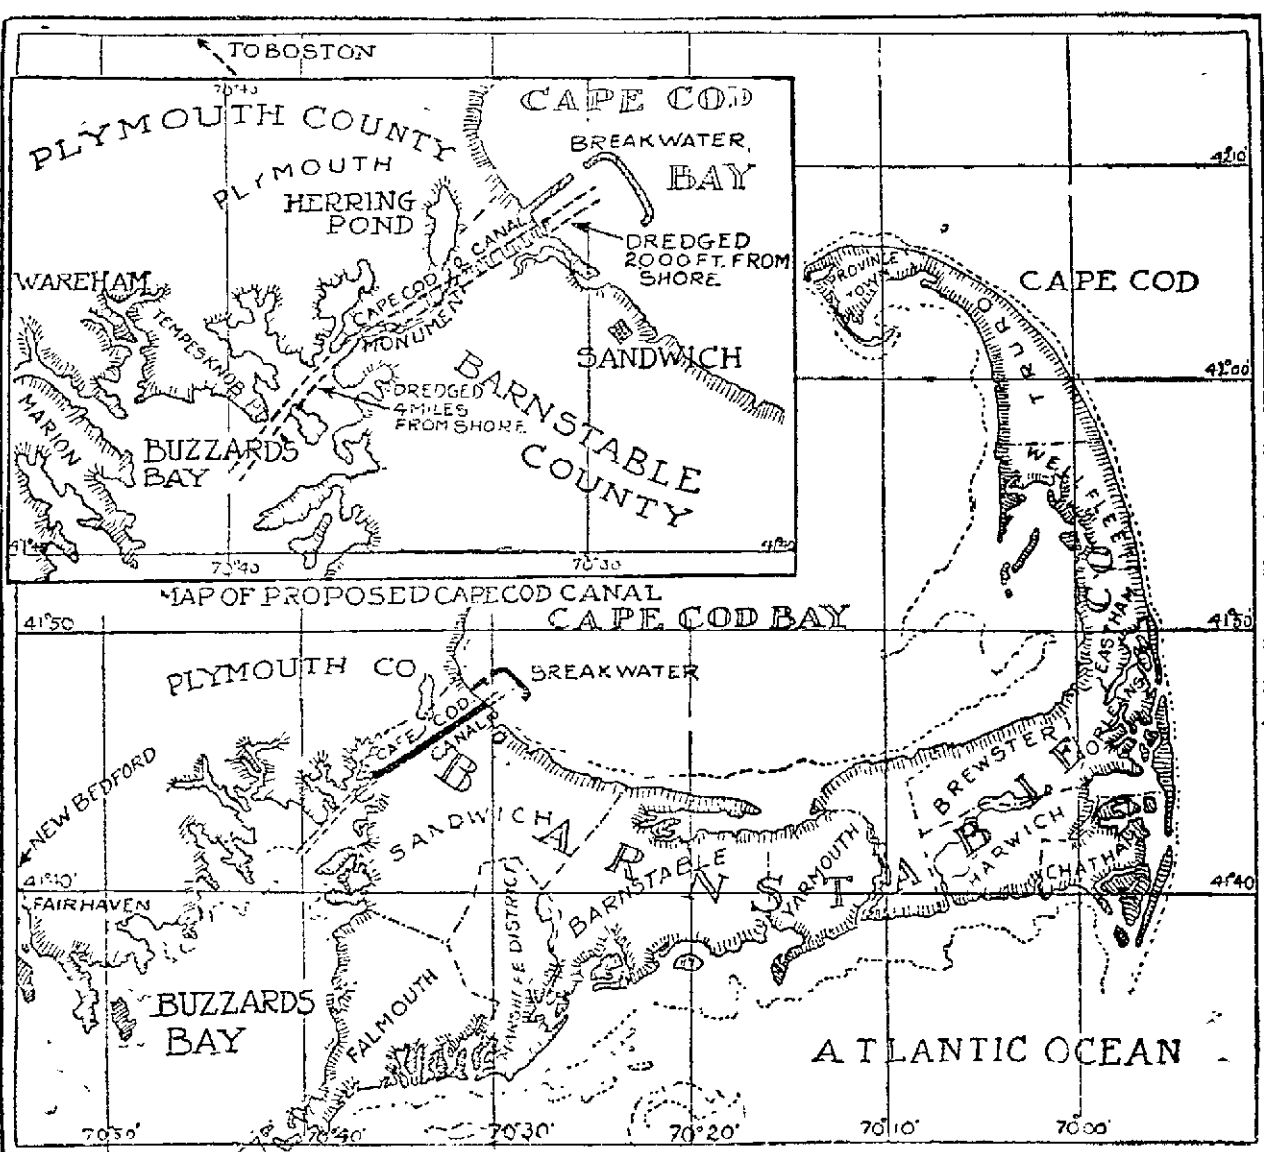 TO BOSTON
70°40
CAPE COD
BAY
PLYMOUTH COUNTY
BREAKWATER,
PLYMOUTH
HERRING
POND
DREDGED
2000 FT. FROM
SHORE
WAREHAM
TEMPES KNOB
CAPE COD
CANAL
MONUMENT R
SANDWICH
MARION
DREDGED
4 MILES
FROM SHORE
BARNSTABLE
COUNTY
BUZZARDS
BAY
70°40
70°30
MAP OF PROPOSED CAPE COD CANAL
CAPE COD
PROVINCE
TOWN
TRURO
42°00
WELLFLEET
CAPE COD BAY
41°50
41°50
PLYMOUTH CO
BREAKWATER
CAPE COD
CANAL
EASTHAM
ORLEANS
NEW BEDFORD
BREWSTER
SANDWICH
BARNSTABLE
HARWICH
CHATHAM
BARNSTABLE
YARMOUTH
41°40
41°40
FAIRHAVEN
FALMOUTH
DISTRICT
BUZZARDS
BAY
ATLANTIC OCEAN
70°50'
70°40'
70°30'
70°20'
70°10'
70°00'